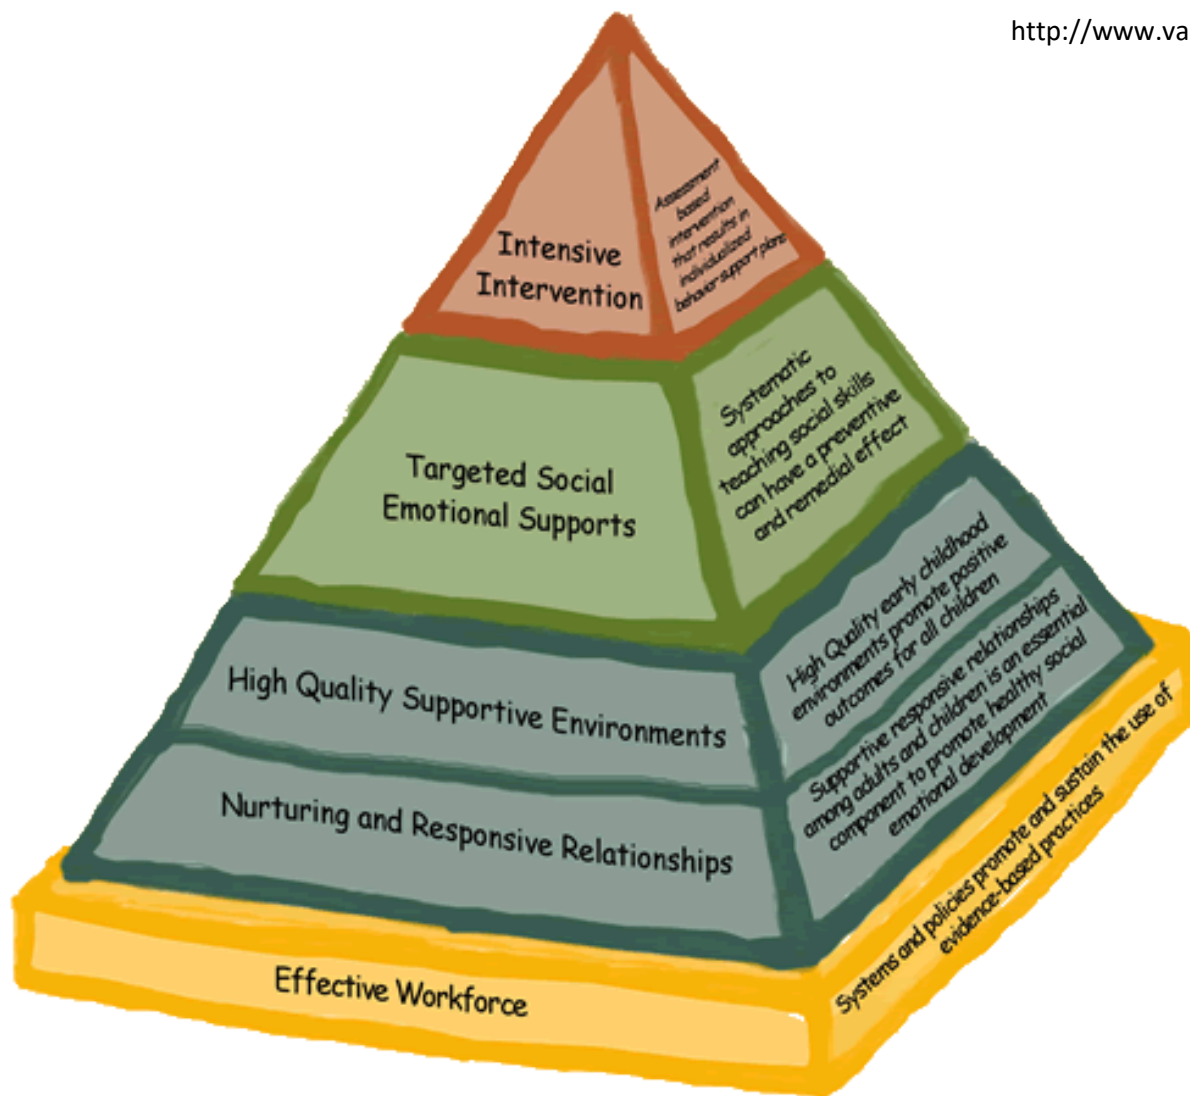 http://www.va
Intensive
Intervention
Assessment
based
intervention
that results in
individualized
behavior support plans
Targeted Social
Emotional Supports
Systematic
approaches to
teaching social skills
can have a preventive
and remedial effect
High Quality Supportive Environments
High Quality early childhood
environments promote positive
outcomes for all children
Nurturing and Responsive Relationships
Supportive responsive relationships
among adults and children is an essential
component to promote healthy social
emotional development
Effective Workforce
Systems and policies promote and sustain the use of
evidence-based practices